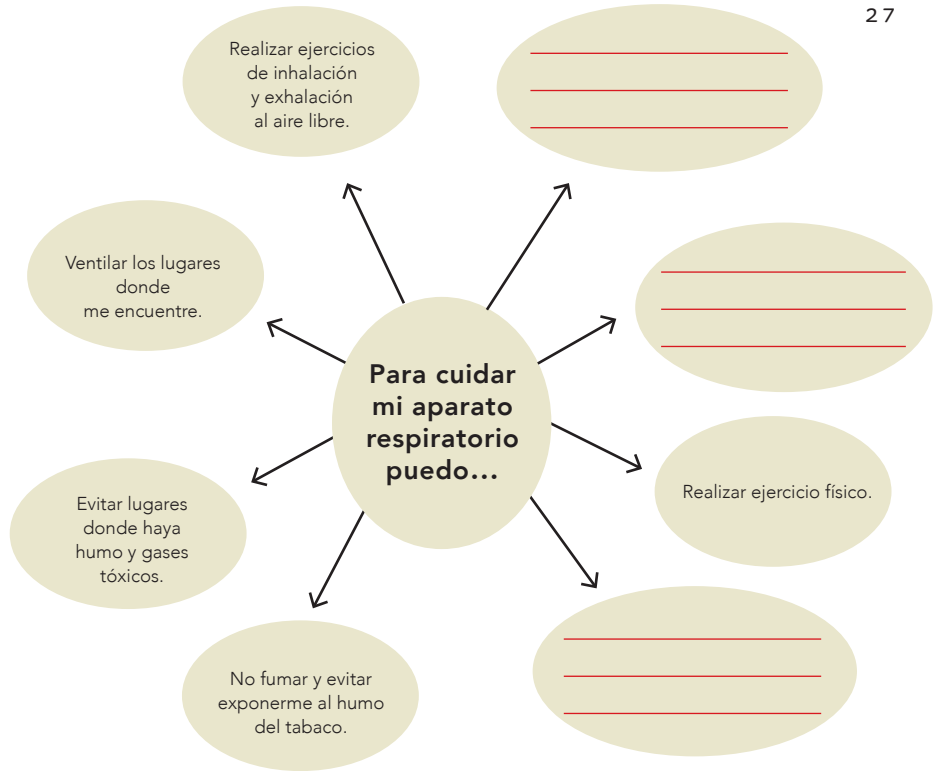 27
Realizar ejercicios
de inhalación
y exhalación
al aire libre.
Ventilar los lugares
donde
me encuentre.
Para cuidar
mi aparato
respiratorio
puedo...
Realizar ejercicio físico.
Evitar lugares
donde haya
humo y gases
tóxicos.
No fumar y evitar
exponerme al humo
del tabaco.